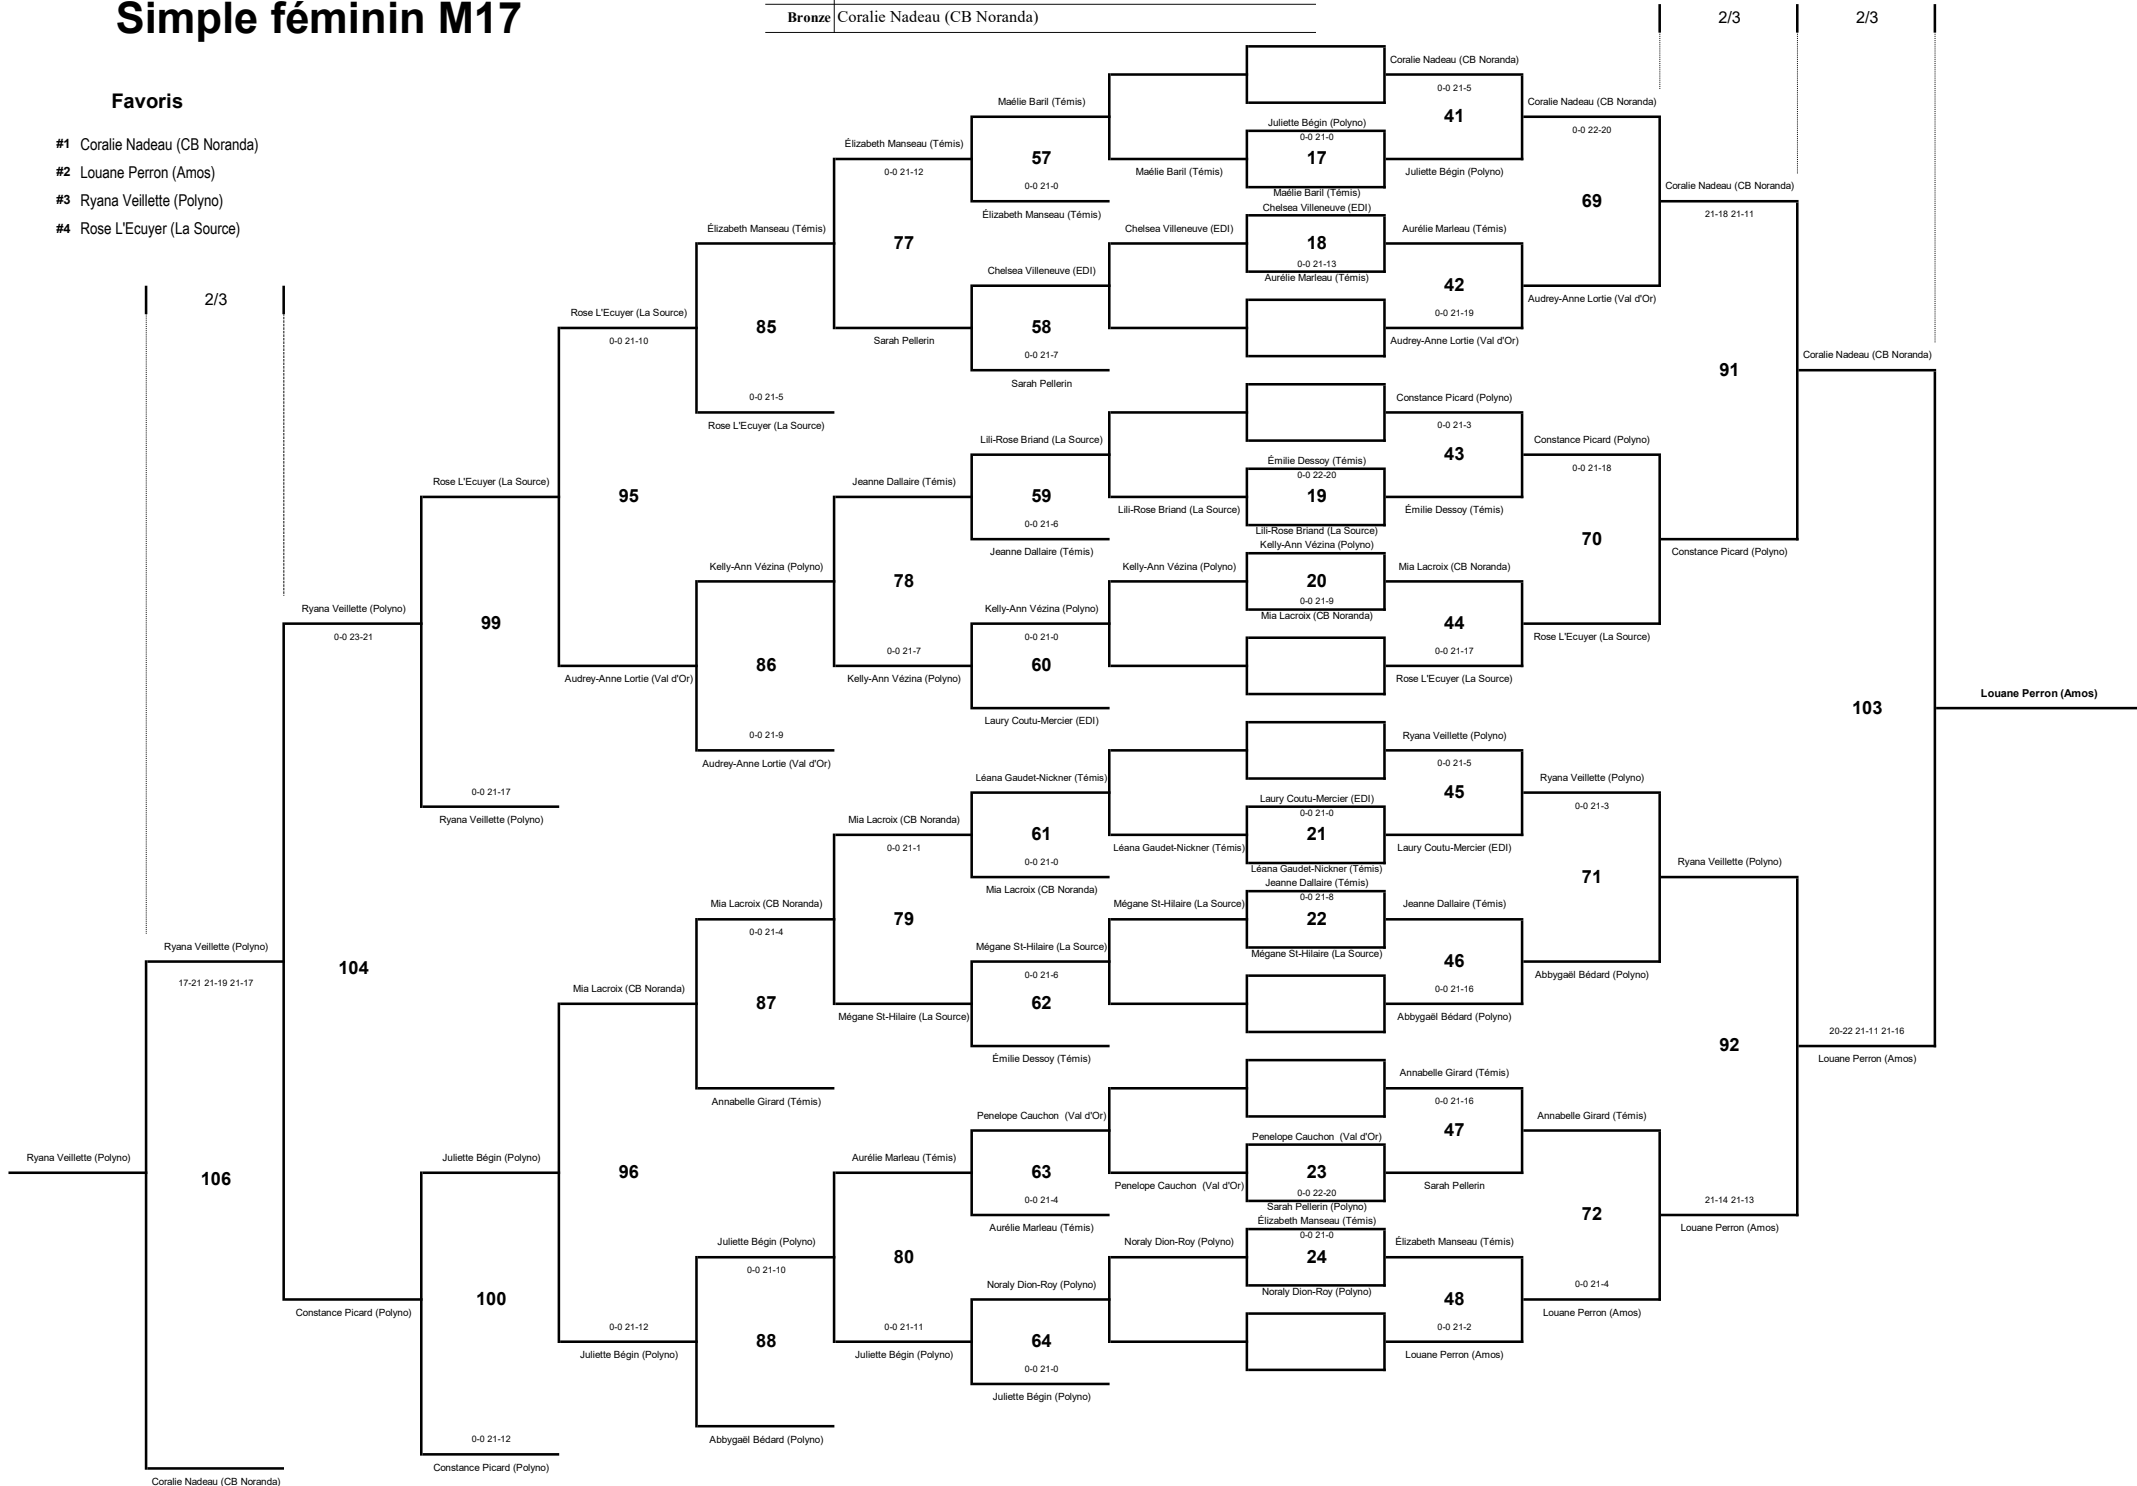 Simple féminin M17
Bronze Coralie Nadeau (CB Noranda)
2/3 2/3
Favoris
#1 Coralie Nadeau (CB Noranda)
#2 Louane Perron (Amos)
#3 Ryana Veillette (Polyno)
#4 Rose L'Ecuyer (La Source)
2/3
Ryana Veillette (Polyno)
Ryana Veillette (Polyno)
17-21 21-19 21-17
106
Coralie Nadeau (CB Noranda)
Ryana Veillette (Polyno)
0-0 23-21
104
Constance Picard (Polyno)
Rose L'Ecuyer (La Source)
99
0-0 21-17
Ryana Veillette (Polyno)
Juliette Bégin (Polyno)
100
0-0 21-12
Constance Picard (Polyno)
Rose L'Ecuyer (La Source)
0-0 21-10
95
Audrey-Anne Lortie (Val d'Or)
Mia Lacroix (CB Noranda)
96
0-0 21-12
Juliette Bégin (Polyno)
Élizabeth Manseau (Témis)
85
0-0 21-5
Rose L'Ecuyer (La Source)
Kelly-Ann Vézina (Polyno)
86
0-0 21-9
Audrey-Anne Lortie (Val d'Or)
Mia Lacroix (CB Noranda)
0-0 21-4
87
Annabelle Girard (Témis)
Juliette Bégin (Polyno)
0-0 21-10
88
Abbygaël Bédard (Polyno)
Élizabeth Manseau (Témis)
0-0 21-12
77
Sarah Pellerin
Jeanne Dallaire (Témis)
78
0-0 21-7
Kelly-Ann Vézina (Polyno)
Mia Lacroix (CB Noranda)
0-0 21-1
79
Mégane St-Hilaire (La Source)
Aurélie Marleau (Témis)
80
0-0 21-11
Juliette Bégin (Polyno)
Maélie Baril (Témis)
57
0-0 21-0
Élizabeth Manseau (Témis)
Chelsea Villeneuve (EDI)
58
0-0 21-7
Sarah Pellerin
Lili-Rose Briand (La Source)
59
0-0 21-6
Jeanne Dallaire (Témis)
Kelly-Ann Vézina (Polyno)
0-0 21-0
60
Laury Coutu-Mercier (EDI)
Léana Gaudet-Nickner (Témis)
61
0-0 21-0
Mia Lacroix (CB Noranda)
Mégane St-Hilaire (La Source)
0-0 21-6
62
Émilie Dessoy (Témis)
Penelope Cauchon (Val d'Or)
63
0-0 21-4
Aurélie Marleau (Témis)
Noraly Dion-Roy (Polyno)
64
0-0 21-0
Juliette Bégin (Polyno)
Maélie Baril (Témis)
Chelsea Villeneuve (EDI)
Lili-Rose Briand (La Source)
Kelly-Ann Vézina (Polyno)
Léana Gaudet-Nickner (Témis)
Mégane St-Hilaire (La Source)
Penelope Cauchon (Val d'Or)
Noraly Dion-Roy (Polyno)
Juliette Bégin (Polyno)
0-0 21-0
17
Maélie Baril (Témis)
Chelsea Villeneuve (EDI)
18
0-0 21-13
Aurélie Marleau (Témis)
Émilie Dessoy (Témis)
0-0 22-20
19
Lili-Rose Briand (La Source)
Kelly-Ann Vézina (Polyno)
20
0-0 21-9
Mia Lacroix (CB Noranda)
Laury Coutu-Mercier (EDI)
0-0 21-0
21
Léana Gaudet-Nickner (Témis)
Jeanne Dallaire (Témis)
0-0 21-8
22
Mégane St-Hilaire (La Source)
Penelope Cauchon (Val d'Or)
23
0-0 22-20
Sarah Pellerin (Polyno)
Élizabeth Manseau (Témis)
0-0 21-0
24
Noraly Dion-Roy (Polyno)
Coralie Nadeau (CB Noranda)
0-0 21-5
41
Juliette Bégin (Polyno)
Aurélie Marleau (Témis)
42
0-0 21-19
Audrey-Anne Lortie (Val d'Or)
Constance Picard (Polyno)
0-0 21-3
43
Émilie Dessoy (Témis)
Mia Lacroix (CB Noranda)
44
0-0 21-17
Rose L'Ecuyer (La Source)
Ryana Veillette (Polyno)
0-0 21-5
45
Laury Coutu-Mercier (EDI)
Jeanne Dallaire (Témis)
46
0-0 21-16
Abbygaël Bédard (Polyno)
Annabelle Girard (Témis)
0-0 21-16
47
Sarah Pellerin
Élizabeth Manseau (Témis)
48
0-0 21-2
Louane Perron (Amos)
Coralie Nadeau (CB Noranda)
0-0 22-20
69
Audrey-Anne Lortie (Val d'Or)
Constance Picard (Polyno)
0-0 21-18
70
Rose L'Ecuyer (La Source)
Ryana Veillette (Polyno)
0-0 21-3
71
Abbygaël Bédard (Polyno)
Annabelle Girard (Témis)
72
0-0 21-4
Louane Perron (Amos)
Coralie Nadeau (CB Noranda)
21-18 21-11
91
Constance Picard (Polyno)
Ryana Veillette (Polyno)
92
21-14 21-13
Louane Perron (Amos)
Coralie Nadeau (CB Noranda)
103
20-22 21-11 21-16
Louane Perron (Amos)
Louane Perron (Amos)